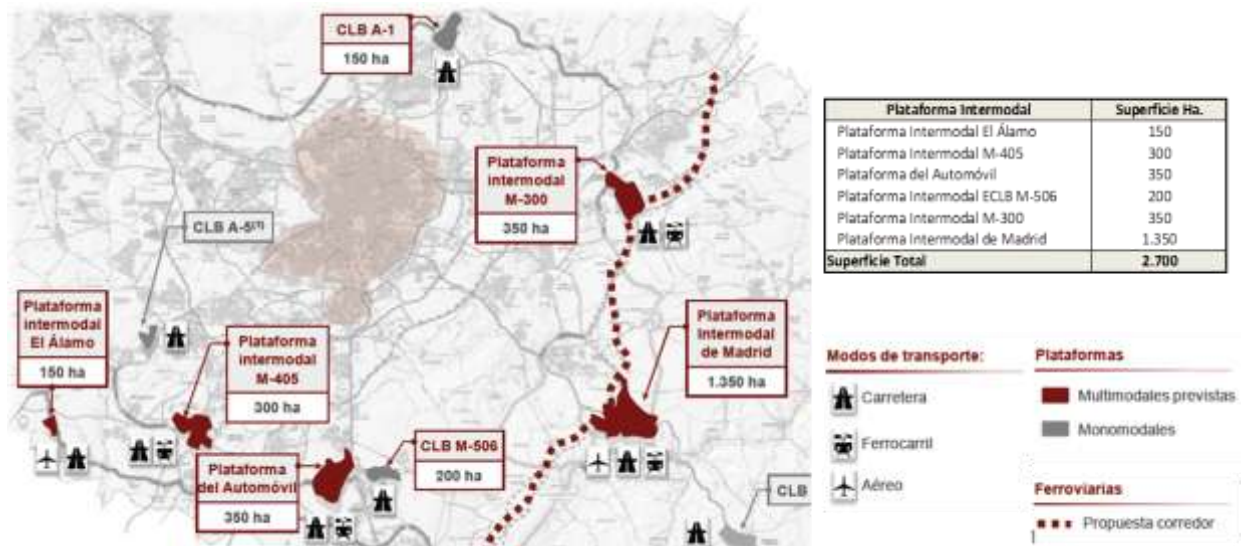 CLB A-1
150 ha
Plataforma
intermodal
M-300
350 ha
CLB A-5⁽¹⁾
Plataforma
intermodal
El Álamo
150 ha
Plataforma
intermodal
M-405
300 ha
Plataforma
Intermodal
de Madrid
1.350 ha
CLB M-506
200 ha
Plataforma
del Automóvil
350 ha
CLB
Plataforma Intermodal Superficie Ha.
Plataforma Intermodal El Álamo 150
Plataforma Intermodal M-405 300
Plataforma del Automóvil 350
Plataforma Intermodal ECLB M-506 200
Plataforma Intermodal M-300 350
Plataforma Intermodal de Madrid 1.350
Superficie Total 2.700
Modos de transporte:
Carretera
Ferrocarril
Aéreo
Plataformas
Multimodales previstas
Monomodales
Ferroviarias
Propuesta corredor